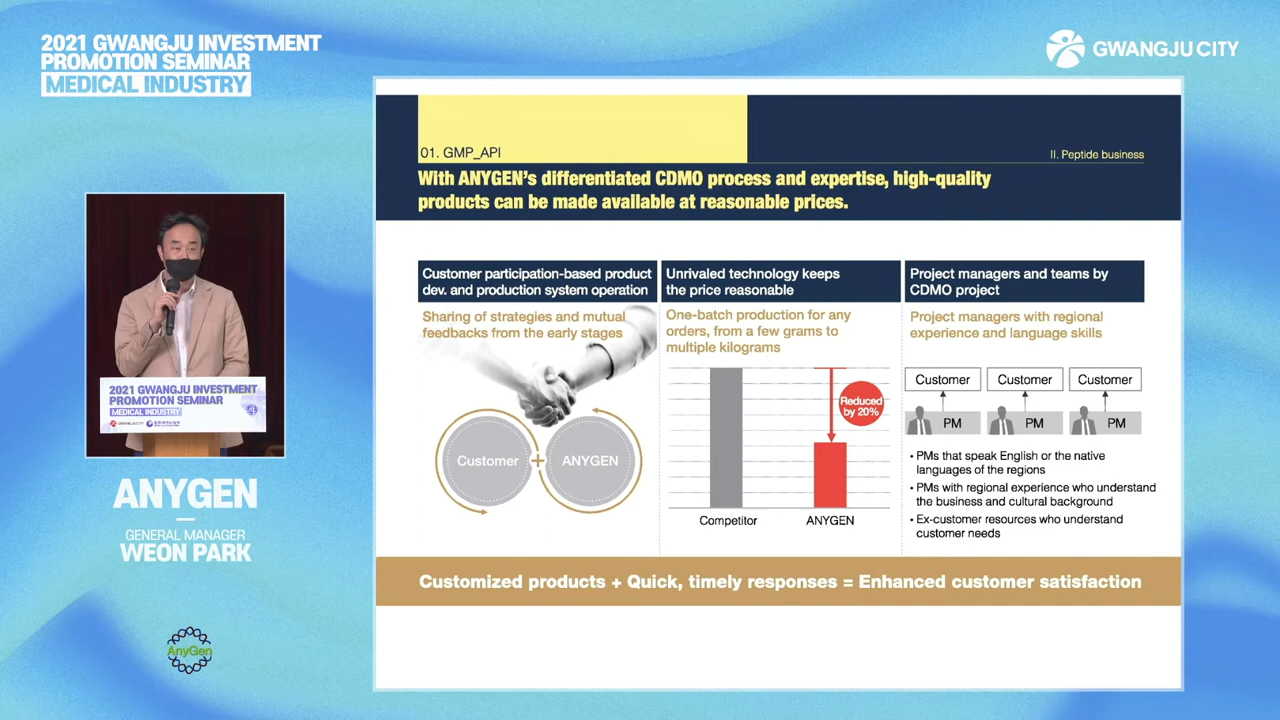 2021 GWANGJU INVESTMENT
PROMOTION SEMINAR
MEDICAL INDUSTRY
GWANGJU CITY
01. GMP_API
II. Peptide business
With ANYGEN's differentiated CDMO process and expertise, high-quality
products can be made available at reasonable prices.
Customer participation-based product
dev. and production system operation
Sharing of strategies and mutual
feedbacks from the early stages
Customer
+
ANYGEN
Unrivaled technology keeps
the price reasonable
One-batch production for any
orders, from a few grams to
multiple kilograms
Reduced
by 20%
Competitor
ANYGEN
Project managers and teams by
CDMO project
Project managers with regional
experience and language skills
Customer
Customer
Customer
PM
PM
PM
• PMs that speak English or the native
languages of the regions
• PMs with regional experience who understand
the business and cultural background
• Ex-customer resources who understand
customer needs
Customized products + Quick, timely responses = Enhanced customer satisfaction
2021 GWANGJU INVESTMENT
PROMOTION SEMINAR
MEDICAL INDUSTRY
GWANGJU CITY
ANYGEN
GENERAL MANAGER
WEON PARK
AnyGen